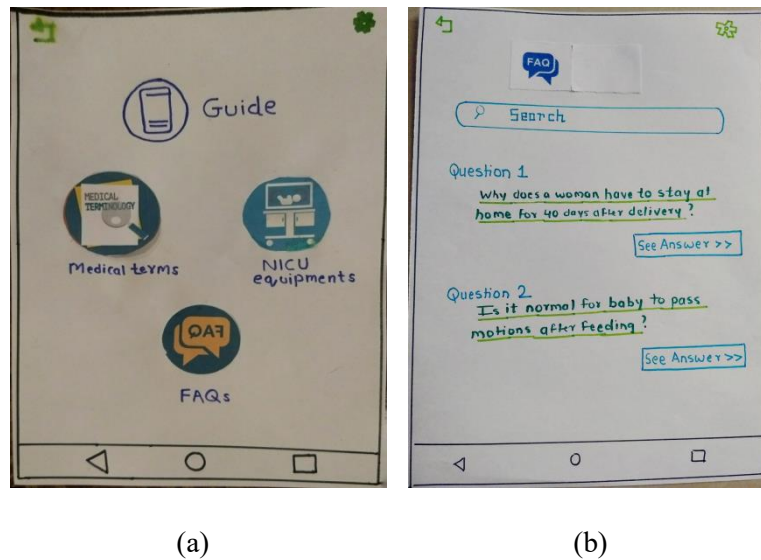 Guide
MEDICAL
TERMINOLOGY
Medical terms
NICU
equipments
FAQ
FAQs
(a)
FAQ
Search
Question 1
Why does a woman have to stay at
home for 40 days after delivery?
See Answer >>
Question 2
Is it normal for baby to pass
motions after feeding?
See Answer >>
(b)